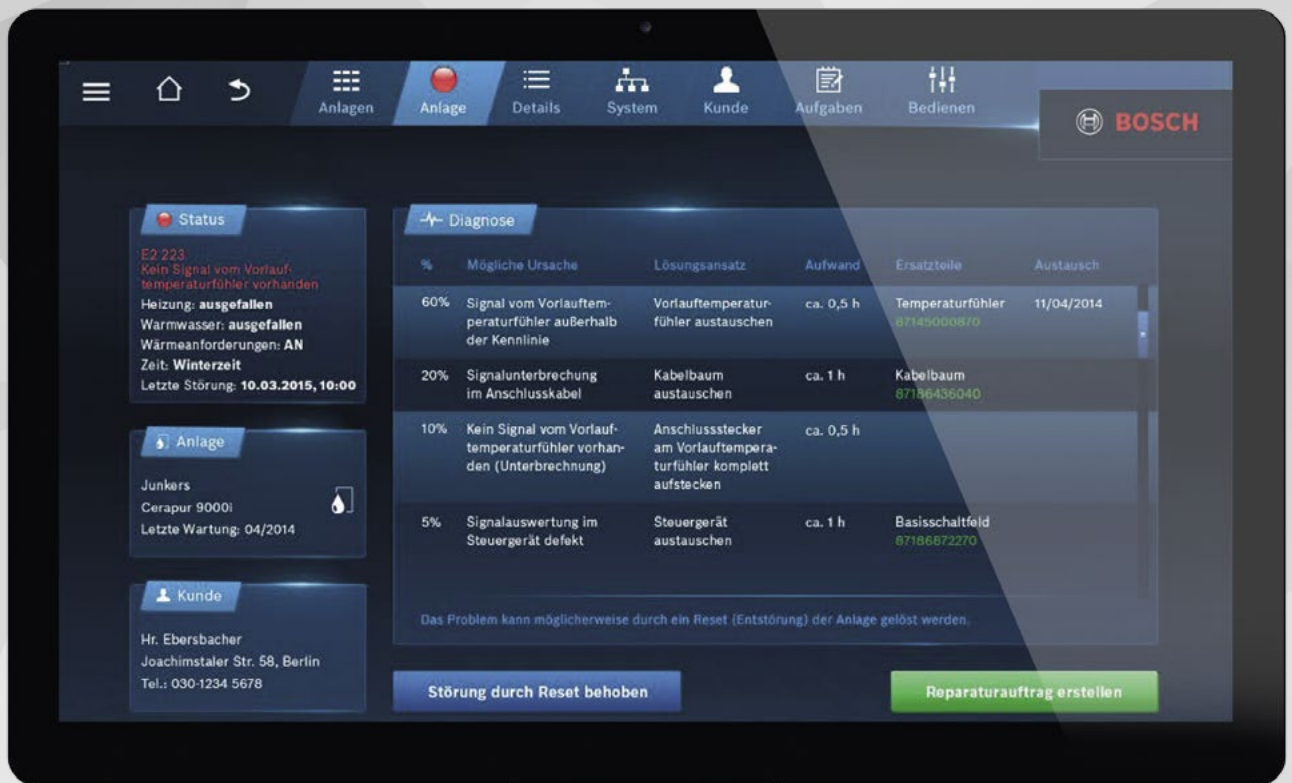 Anlagen
Anlage
Details
System
Kunde
Aufgaben
Bedienen
BOSCH
Status
E2 223
Kein Signal vom Vorlauf-
temperaturfühler vorhanden
Heizung: ausgefallen
Warmwasser: ausgefallen
Wärmeanforderungen: AN
Zeit: Winterzeit
Letzte Störung: 10.03.2015, 10:00
Anlage
Junkers
Cerapur 9000i
Letzte Wartung: 04/2014
Kunde
Hr. Ebersbacher
Joachimstaler Str. 58, Berlin
Tel.: 030-1234 5678
Diagnose
% Mögliche Ursache Lösungsansatz Aufwand Ersatzteile Austausch
60% Signal vom Vorlauftem- Vorlauftemperatur- ca. 0,5 h Temperaturfühler 11/04/2014
peraturfühler außerhalb fühler austauschen 87145000870
der Kennlinie
20% Signalunterbrechung Kabelbaum ca. 1 h Kabelbaum
im Anschlusskabel austauschen 87186436040
10% Kein Signal vom Vorlauf- Anschlussstecker ca. 0,5 h
temperaturfühler vorhan- am Vorlauftempera-
den (Unterbrechnung) turfühler komplett
aufstecken
5% Signalauswertung im Steuergerät ca. 1 h Basisschaltfeld
Steuergerät defekt austauschen 87186872270
Das Problem kann möglicherweise durch ein Reset (Entstörung) der Anlage gelöst werden.
Störung durch Reset behoben
Reparaturauftrag erstellen